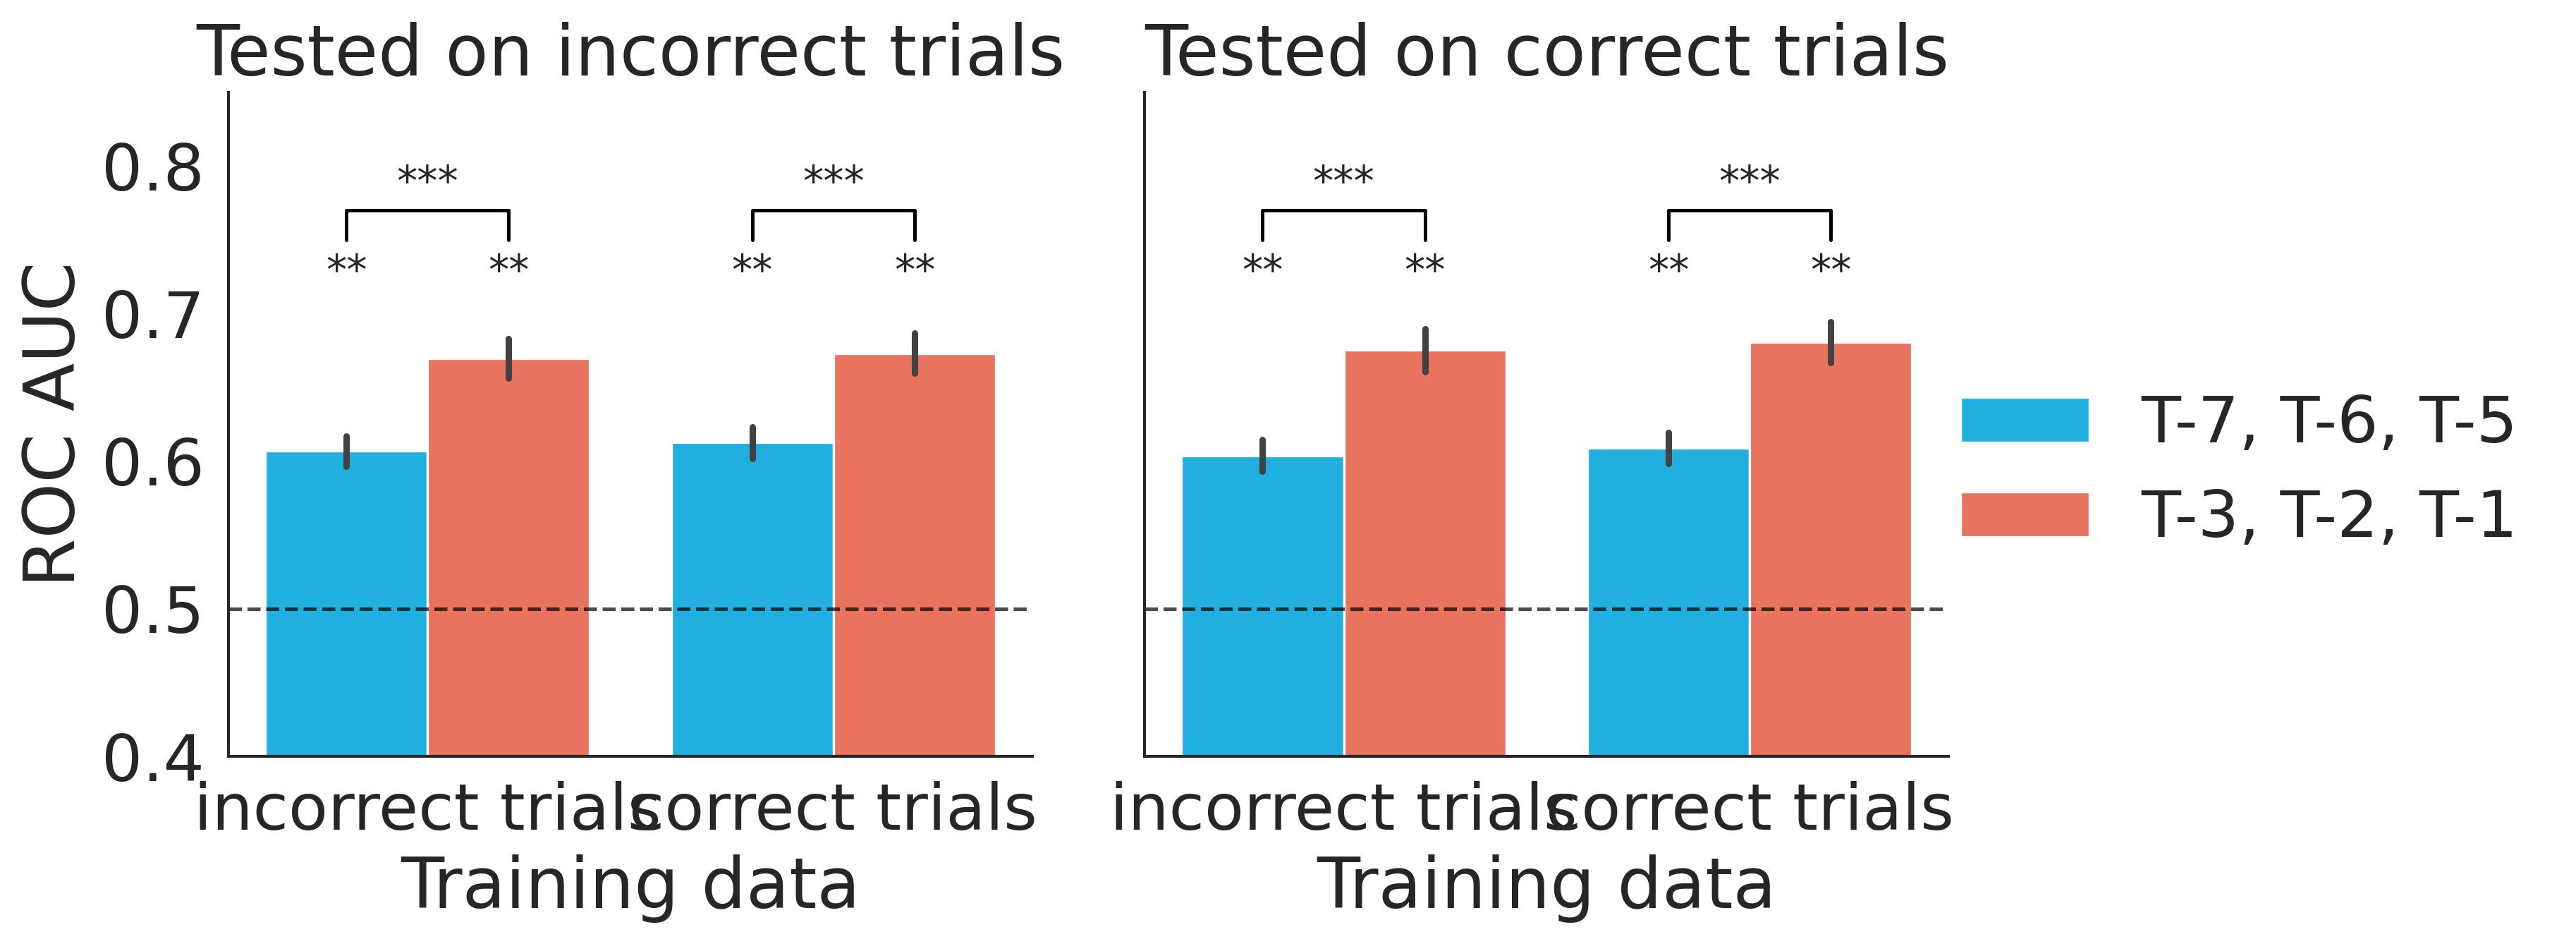 Tested on incorrect trials
Tested on correct trials
ROC AUC
0.8
0.7
0.6
0.5
0.4
***
***
**
**
**
**
***
***
**
**
**
**
incorrect trials
correct trials
incorrect trials
correct trials
Training data
Training data
T-7, T-6, T-5
T-3, T-2, T-1